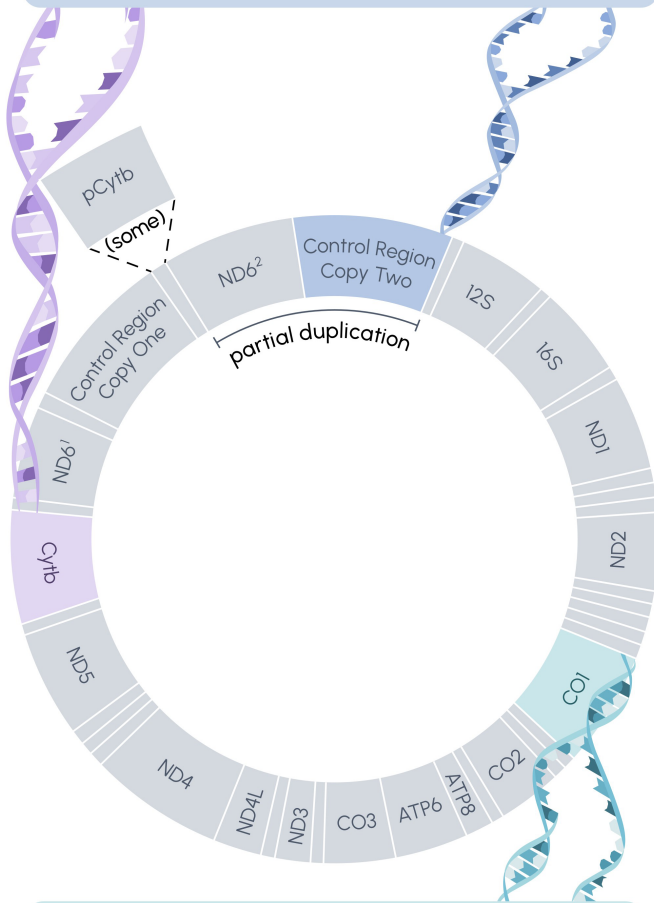 pCytb
(some)
ND6²
Control Region
Copy Two
partial duplication
12S
16S
ND1
ND2
CO1
CO2
ATP8
ATP6
CO3
ND3
ND4L
ND4
ND5
Cytb
ND6¹
Control Region
Copy One